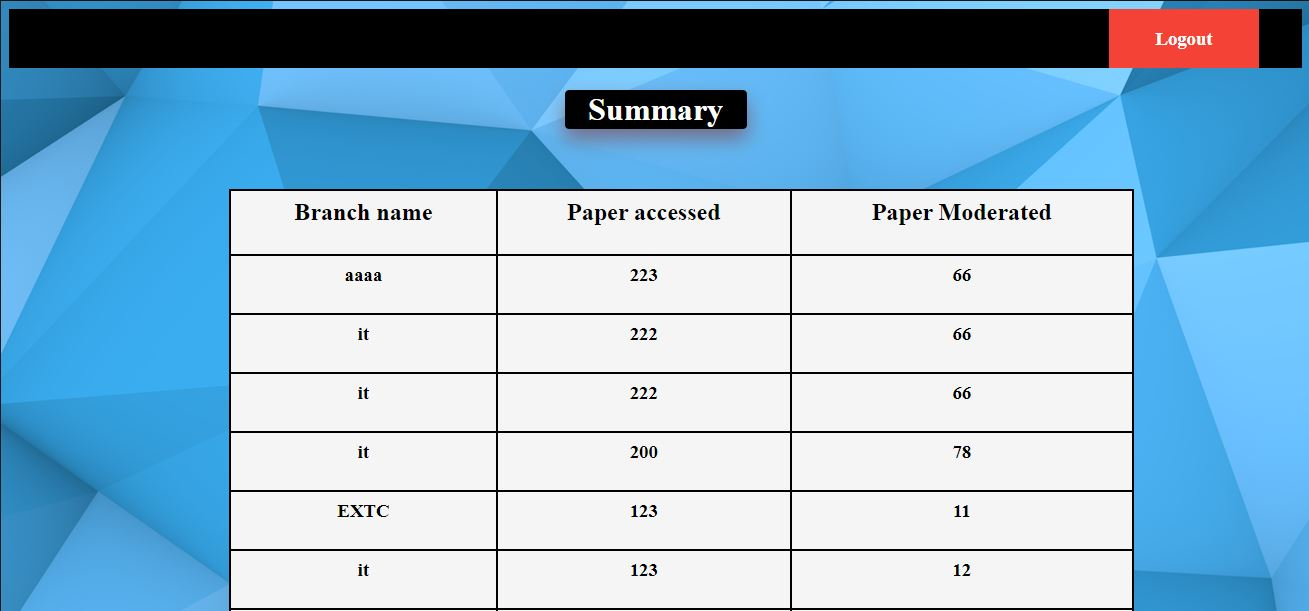 Logout
Summary
Branch name Paper accessed Paper Moderated
aaaa 223 66
it 222 66
it 222 66
it 200 78
EXTC 123 11
it 123 12